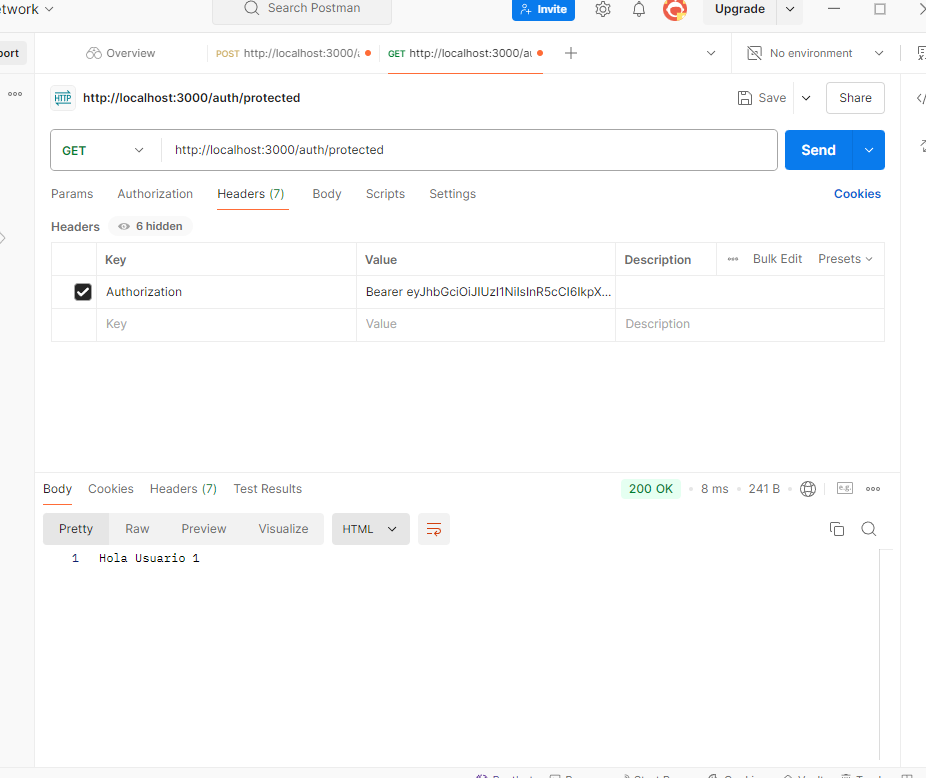 etwork
Search Postman
Invite
Upgrade
port
Overview
POST http://localhost:3000/a
GET http://localhost:3000/au
No environment
HTTP http://localhost:3000/auth/protected
Save
Share
GET
http://localhost:3000/auth/protected
Send
Params Authorization Headers (7) Body Scripts Settings Cookies
Headers 6 hidden
Key Value Description Bulk Edit Presets
Authorization Bearer eyJhbGciOiJIUzI1NiIsInR5cCI6IkpX...
Key Value Description
Body Cookies Headers (7) Test Results 200 OK 8 ms 241 B e.g.
Pretty Raw Preview Visualize HTML
1 Hola Usuario 1